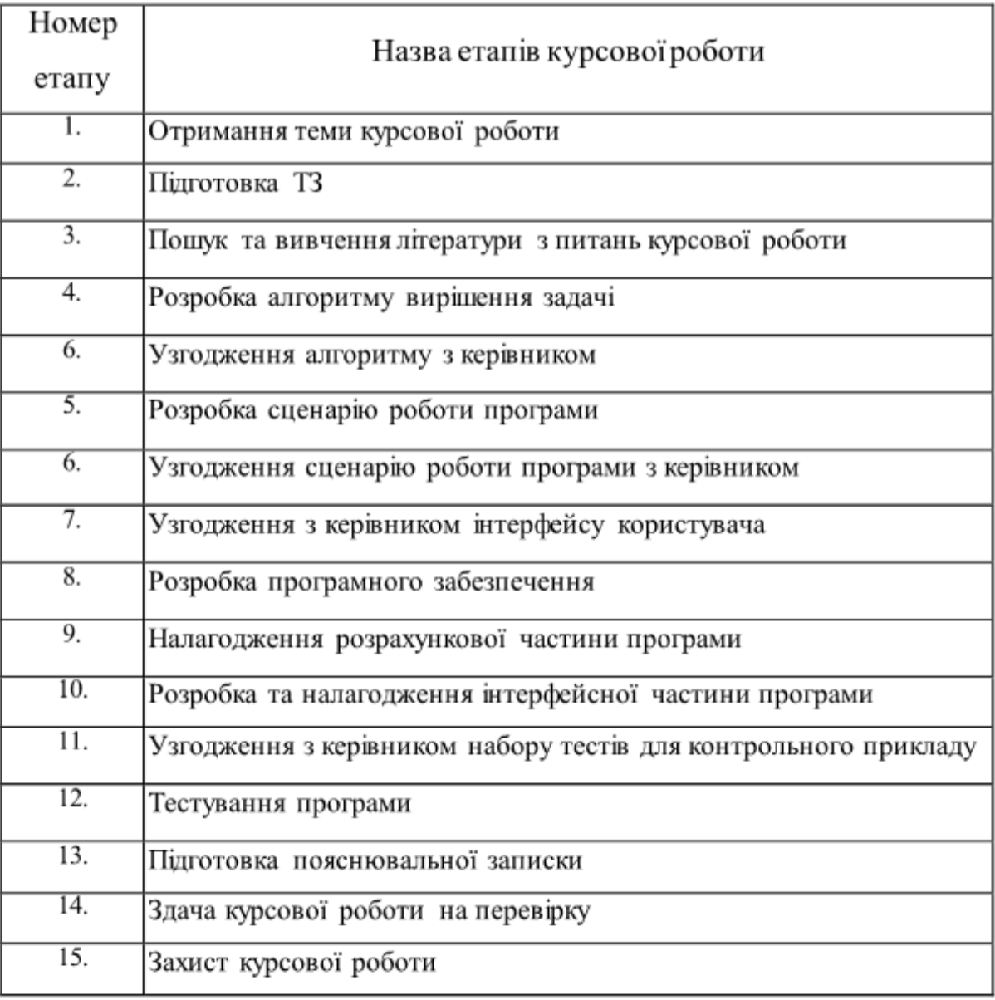 Номер
етапу
Назва етапів курсової роботи
1.
Отримання теми курсової роботи
2.
Підготовка ТЗ
3.
Пошук та вивчення літератури з питань курсової роботи
4.
Розробка алгоритму вирішення задачі
6.
Узгодження алгоритму з керівником
5.
Розробка сценарію роботи програми
6.
Узгодження сценарію роботи програми з керівником
7.
Узгодження з керівником інтерфейсу користувача
8.
Розробка програмного забезпечення
9.
Налагодження розрахункової частини програми
10.
Розробка та налагодження інтерфейсної частини програми
11.
Узгодження з керівником набору тестів для контрольного прикладу
12.
Тестування програми
13.
Підготовка пояснювальної записки
14.
Здача курсової роботи на перевірку
15.
Захист курсової роботи